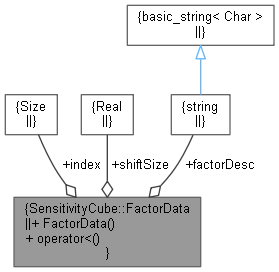 {basic_string< Char >
||}
{Size
||}
{Real
||}
{string
||}
+index
+shiftSize
+factorDesc
{SensitivityCube::FactorData
||+ FactorData()
+ operator<()
}